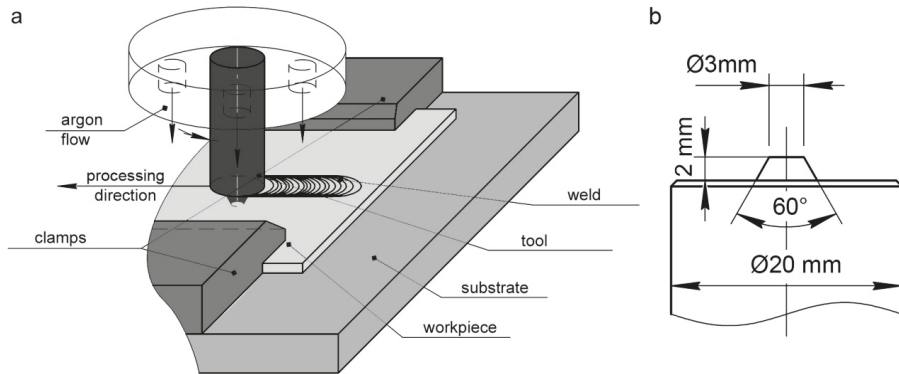 a
argon
flow
processing
direction
clamps
weld
tool
substrate
workpiece
b
Ø3mm
2 mm
60°
Ø20 mm